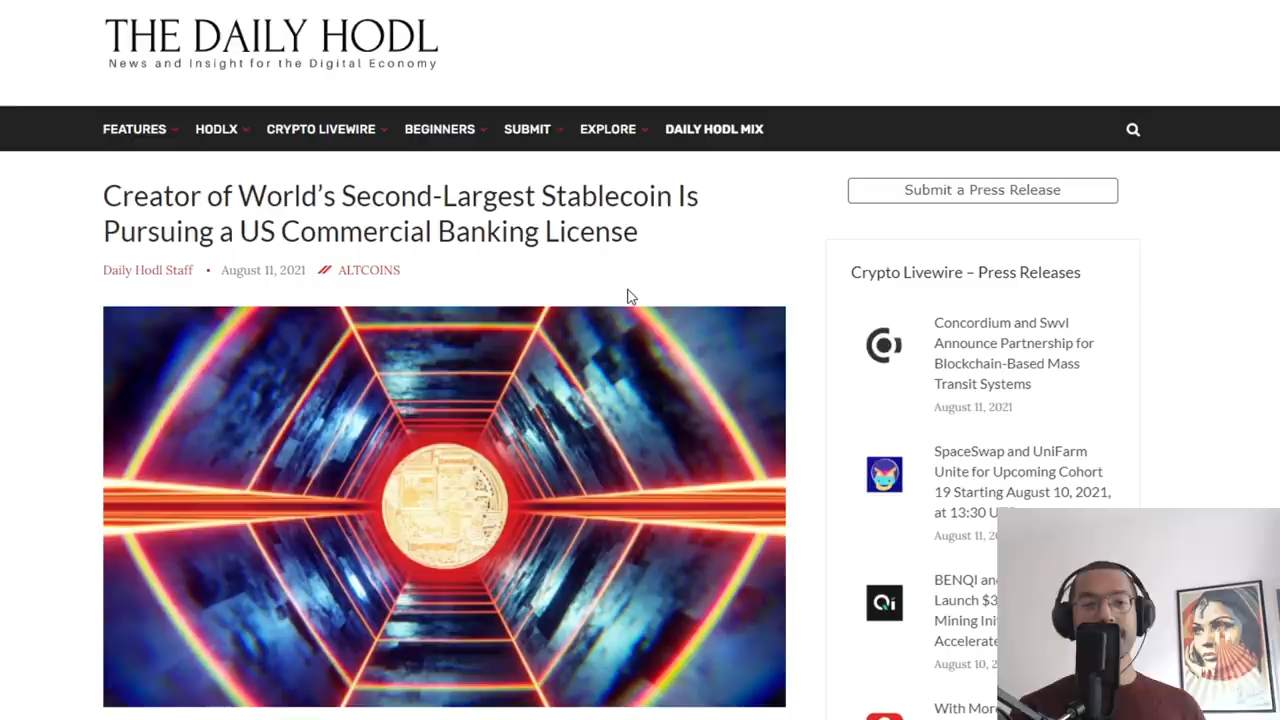 THE DAILY HODL
News and Insight for the Digital Economy
FEATURES HODLX CRYPTO LIVEWIRE BEGINNERS SUBMIT EXPLORE DAILY HODL MIX
Creator of World’s Second-Largest Stablecoin Is
Pursuing a US Commercial Banking License
Daily Hodl Staff • August 11, 2021 ALTCOINS
Submit a Press Release
Crypto Livewire – Press Releases
Concordium and Swvl
Announce Partnership for
Blockchain-Based Mass
Transit Systems
August 11, 2021
SpaceSwap and UniFarm
Unite for Upcoming Cohort
19 Starting August 10, 2021,
at 13:30
August 11,
BENQI
Launch
Mining
August 10,
With